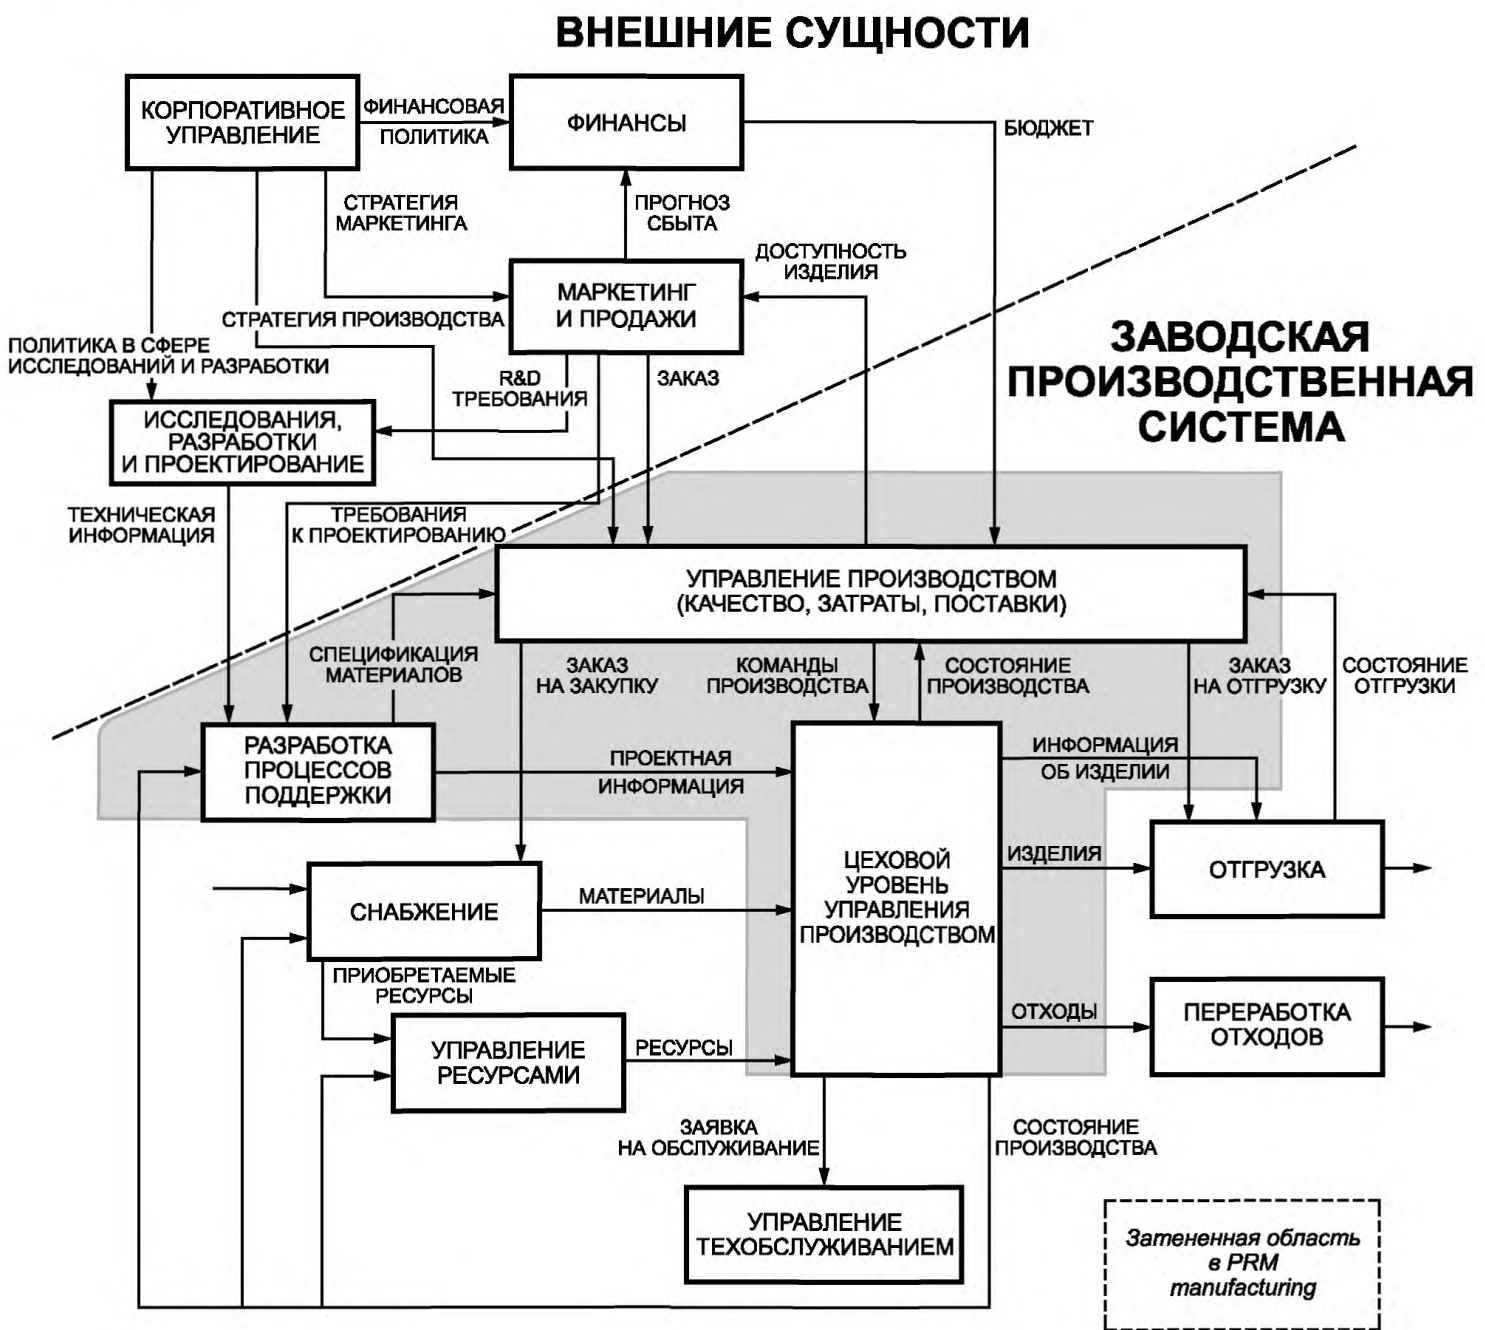 ВНЕШНИЕ СУЩНОСТИ
КОРПОРАТИВНОЕ
УПРАВЛЕНИЕ
ФИНАНСОВАЯ
ПОЛИТИКА
ФИНАНСЫ
БЮДЖЕТ
СТРАТЕГИЯ
МАРКЕТИНГА
ПРОГНОЗ
СБЫТА
ДОСТУПНОСТЬ
ИЗДЕЛИЯ
МАРКЕТИНГ
И ПРОДАЖИ
СТРАТЕГИЯ ПРОИЗВОДСТВА
ПОЛИТИКА В СФЕРЕ
ИССЛЕДОВАНИЙ И РАЗРАБОТКИ
ЗАВОДСКАЯ
ПРОИЗВОДСТВЕННАЯ
СИСТЕМА
R&D
ТРЕБОВАНИЯ
ЗАКАЗ
ИССЛЕДОВАНИЯ,
РАЗРАБОТКИ
И ПРОЕКТИРОВАНИЕ
ТЕХНИЧЕСКАЯ
ИНФОРМАЦИЯ
ТРЕБОВАНИЯ
К ПРОЕКТИРОВАНИЮ
УПРАВЛЕНИЕ ПРОИЗВОДСТВОМ
(КАЧЕСТВО, ЗАТРАТЫ, ПОСТАВКИ)
СПЕЦИФИКАЦИЯ
МАТЕРИАЛОВ
ЗАКАЗ
НА ЗАКУПКУ
КОМАНДЫ
ПРОИЗВОДСТВА
СОСТОЯНИЕ
ПРОИЗВОДСТВА
ЗАКАЗ
НА ОТГРУЗКУ
СОСТОЯНИЕ
ОТГРУЗКИ
РАЗРАБОТКА
ПРОЦЕССОВ
ПОДДЕРЖКИ
ПРОЕКТНАЯ
ИНФОРМАЦИЯ
ИНФОРМАЦИЯ
ОБ ИЗДЕЛИИ
ЦЕХОВОЙ
УРОВЕНЬ
УПРАВЛЕНИЯ
ПРОИЗВОДСТВОМ
ИЗДЕЛИЯ
ОТГРУЗКА
СНАБЖЕНИЕ
МАТЕРИАЛЫ
ПРИОБРЕТАЕМЫЕ
РЕСУРСЫ
ОТХОДЫ
ПЕРЕРАБОТКА
ОТХОДОВ
УПРАВЛЕНИЕ
РЕСУРСАМИ
РЕСУРСЫ
ЗАЯВКА
НА ОБСЛУЖИВАНИЕ
СОСТОЯНИЕ
ПРОИЗВОДСТВА
УПРАВЛЕНИЕ
ТЕХОБСЛУЖИВАНИЕМ
Затененная область
в PRM
manufacturing